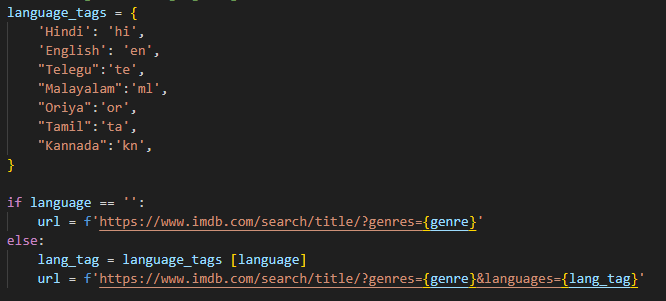 language_tags = {
    'Hindi': 'hi',
    'English': 'en',
    "Telegu":'te',
    "Malayalam":'ml',
    "Oriya":'or',
    "Tamil":'ta',
    "Kannada":'kn',
}

if language == '':
    url = f'https://www.imdb.com/search/title/?genres={genre}'
else:
    lang_tag = language_tags [language]
    url = f'https://www.imdb.com/search/title/?genres={genre}&languages={lang_tag}'